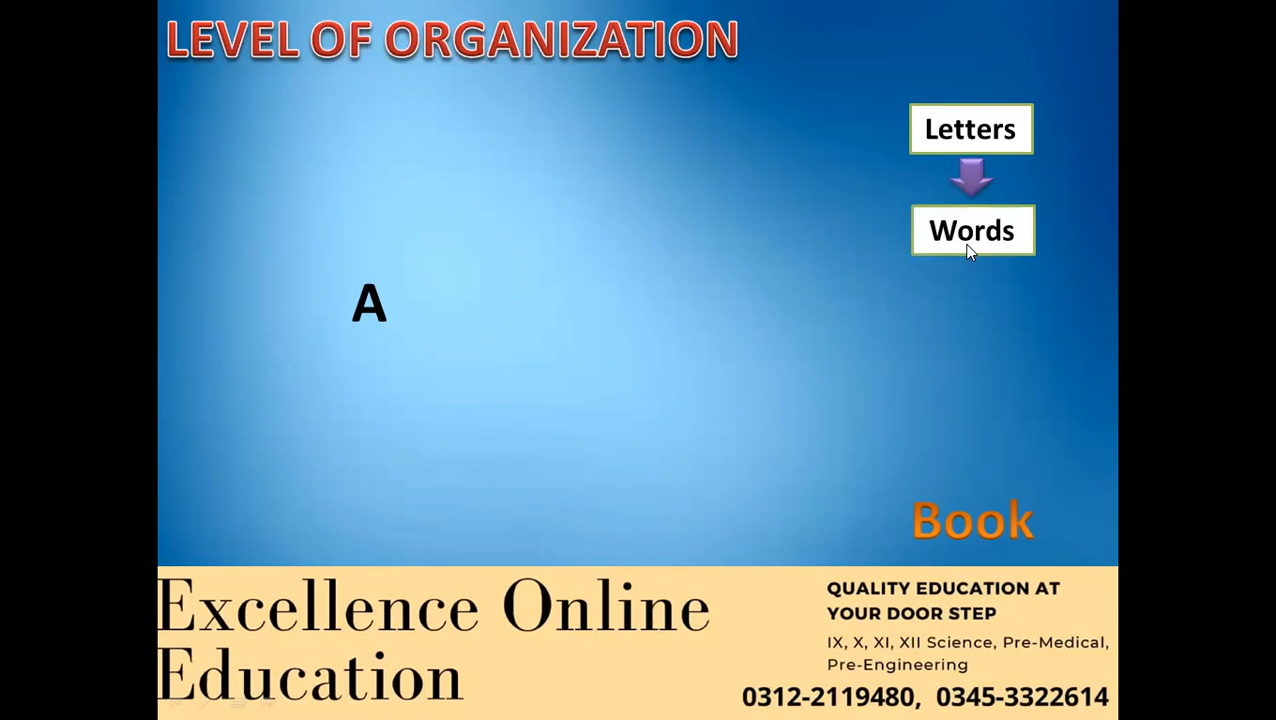 LEVEL OF ORGANIZATION
Letters
Words
A
Book
Excellence Online
Education
QUALITY EDUCATION AT
YOUR DOOR STEP
IX, X, XI, XII Science, Pre-Medical,
Pre-Engineering
0312-2119480, 0345-3322614